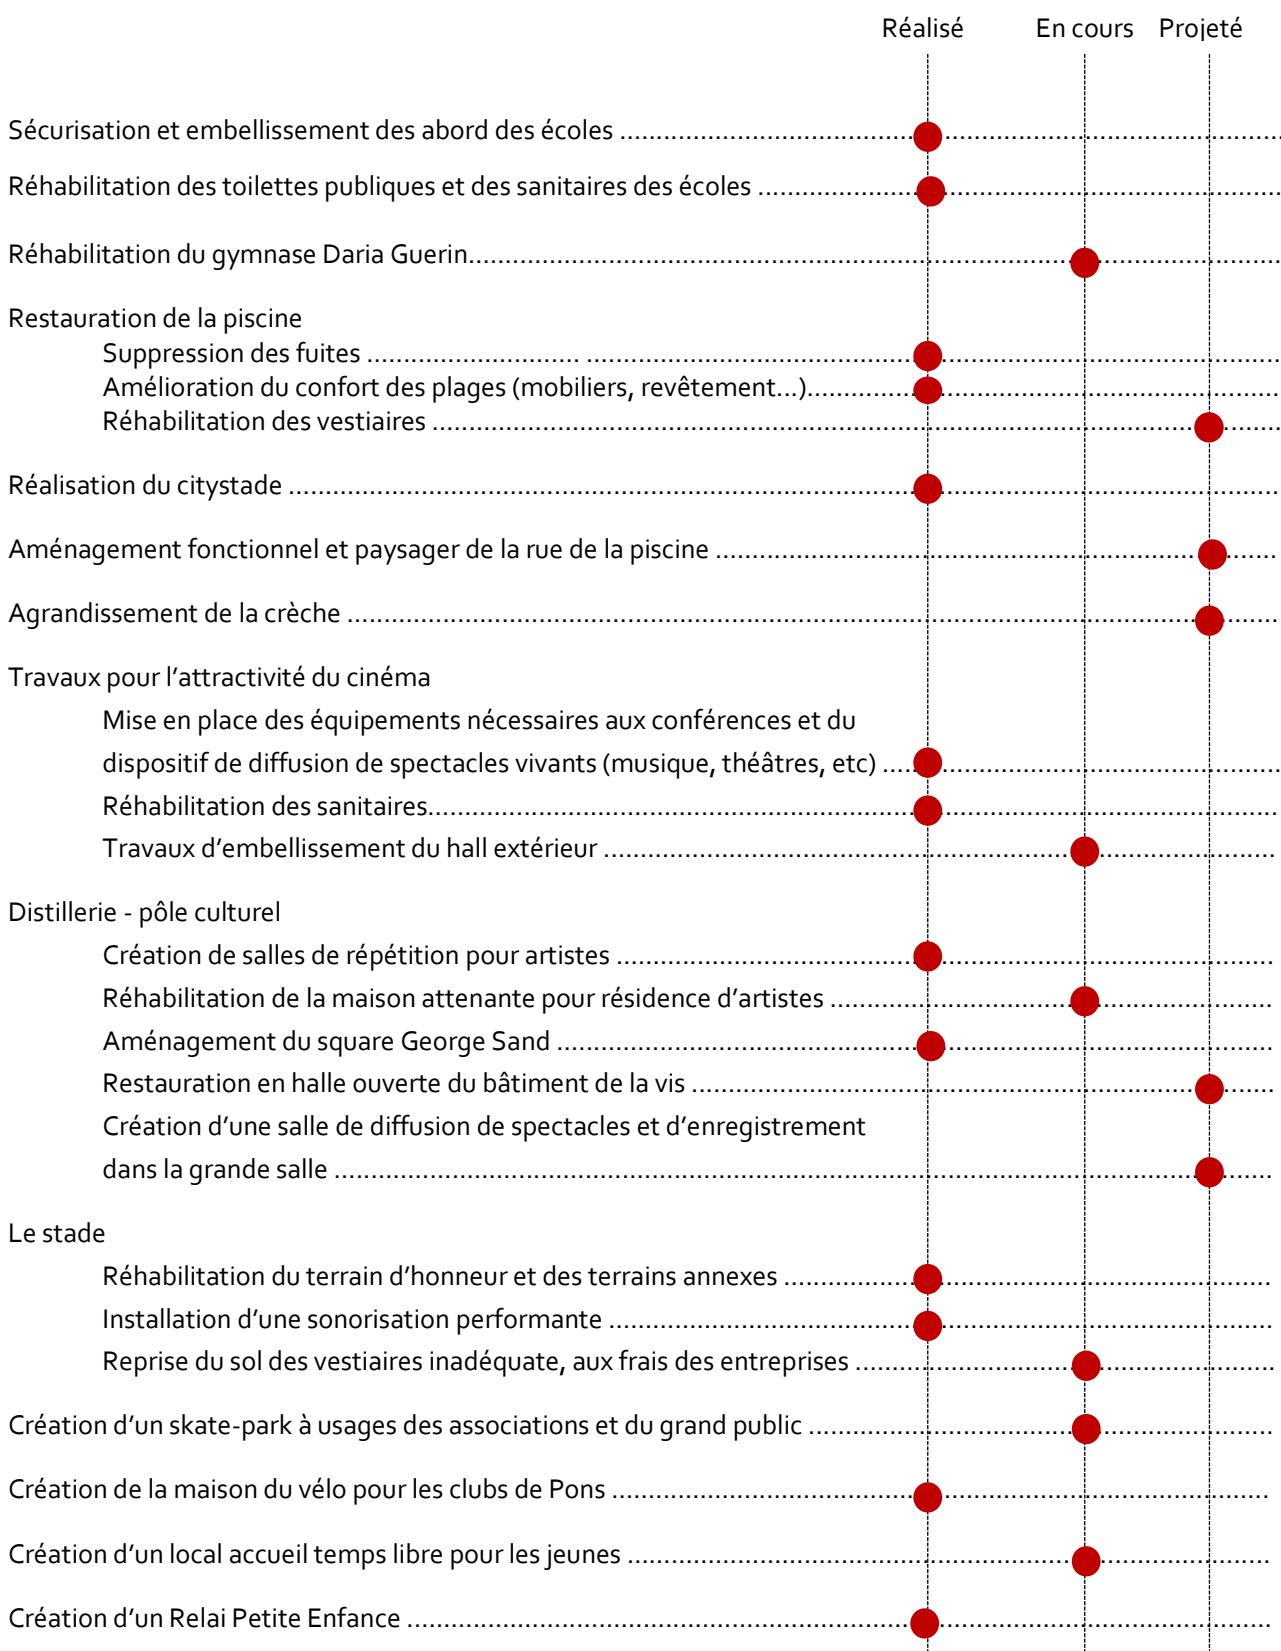 Réalisé En cours Projeté
Sécurisation et embellissement des abord des écoles
Réhabilitation des toilettes publiques et des sanitaires des écoles
Réhabilitation du gymnase Daria Guerin
Restauration de la piscine
Suppression des fuites
Amélioration du confort des plages (mobiliers, revêtement...)
Réhabilitation des vestiaires
Réalisation du citystade
Aménagement fonctionnel et paysager de la rue de la piscine
Agrandissement de la crèche
Travaux pour l’attractivité du cinéma
Mise en place des équipements nécessaires aux conférences et du
dispositif de diffusion de spectacles vivants (musique, théâtres, etc)
Réhabilitation des sanitaires
Travaux d’embellissement du hall extérieur
Distillerie - pôle culturel
Création de salles de répétition pour artistes
Réhabilitation de la maison attenante pour résidence d’artistes
Aménagement du square George Sand
Restauration en halle ouverte du bâtiment de la vis
Création d’une salle de diffusion de spectacles et d’enregistrement
dans la grande salle
Le stade
Réhabilitation du terrain d’honneur et des terrains annexes
Installation d’une sonorisation performante
Reprise du sol des vestiaires inadéquate, aux frais des entreprises
Création d’un skate-park à usages des associations et du grand public
Création de la maison du vélo pour les clubs de Pons
Création d’un local accueil temps libre pour les jeunes
Création d’un Relai Petite Enfance